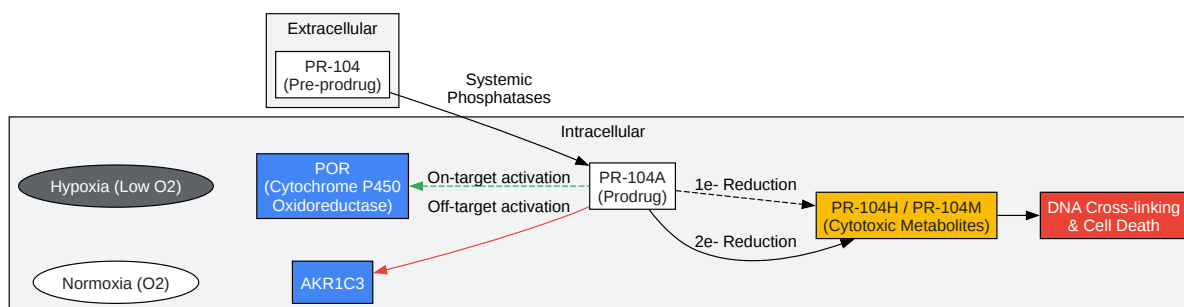 Extracellular
PR-104
(Pre-prodrug)
Systemic
Phosphatases
Intracellular
Hypoxia (Low O2)
POR
(Cytochrome P450
Oxidoreductase)
On-target activation
Off-target activation
PR-104A
(Prodrug)
1e- Reduction
2e- Reduction
PR-104H / PR-104M
(Cytotoxic Metabolites)
DNA Cross-linking
& Cell Death
Normoxia (O2)
AKR1C3